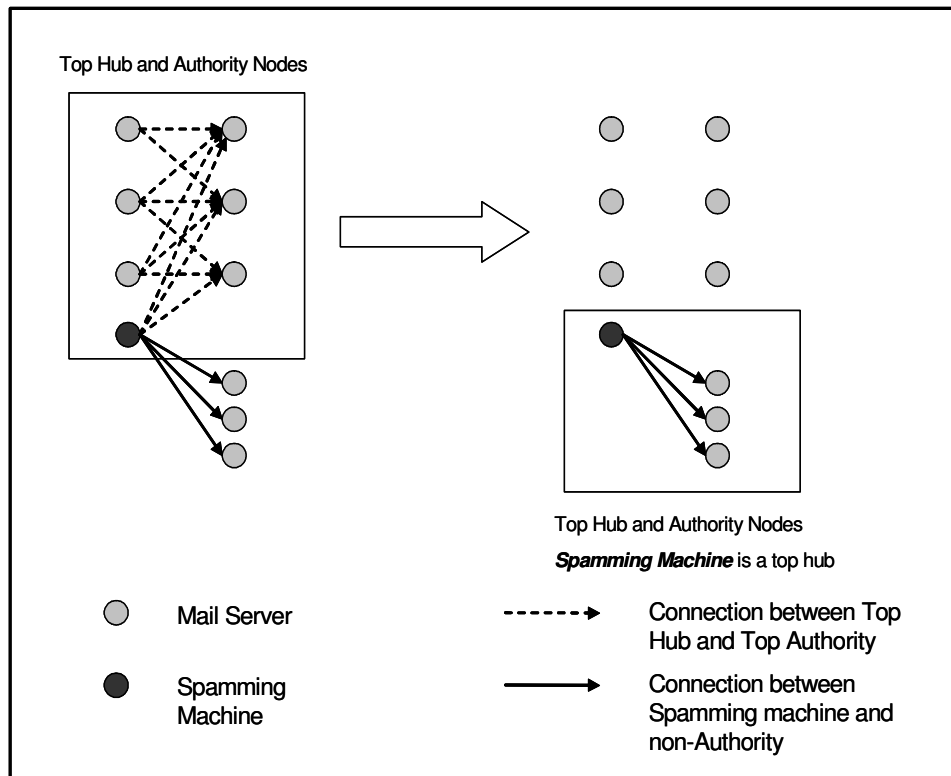 Top Hub and Authority Nodes
Top Hub and Authority Nodes
Spamming Machine is a top hub
Mail Server
Spamming
Machine
Connection between Top
Hub and Top Authority
Connection between
Spamming machine and
non-Authority